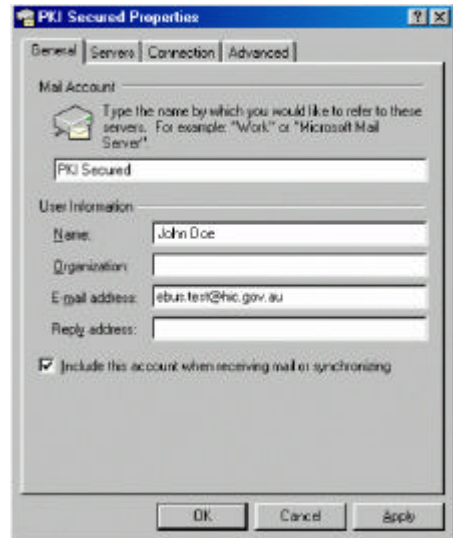 PKI Secured Properties
General Servers Connection Advanced
Mail Account
Type the name by which you would like to refer to these
servers. For example: "Work" or "Microsoft Mail
Server".
PKI Secured
User Information
Name: John Doe
Organization:
E-mail address: ebus.test@hic.gov.au
Reply address:
Include this account when receiving mail or synchronizing
OK Cancel Apply